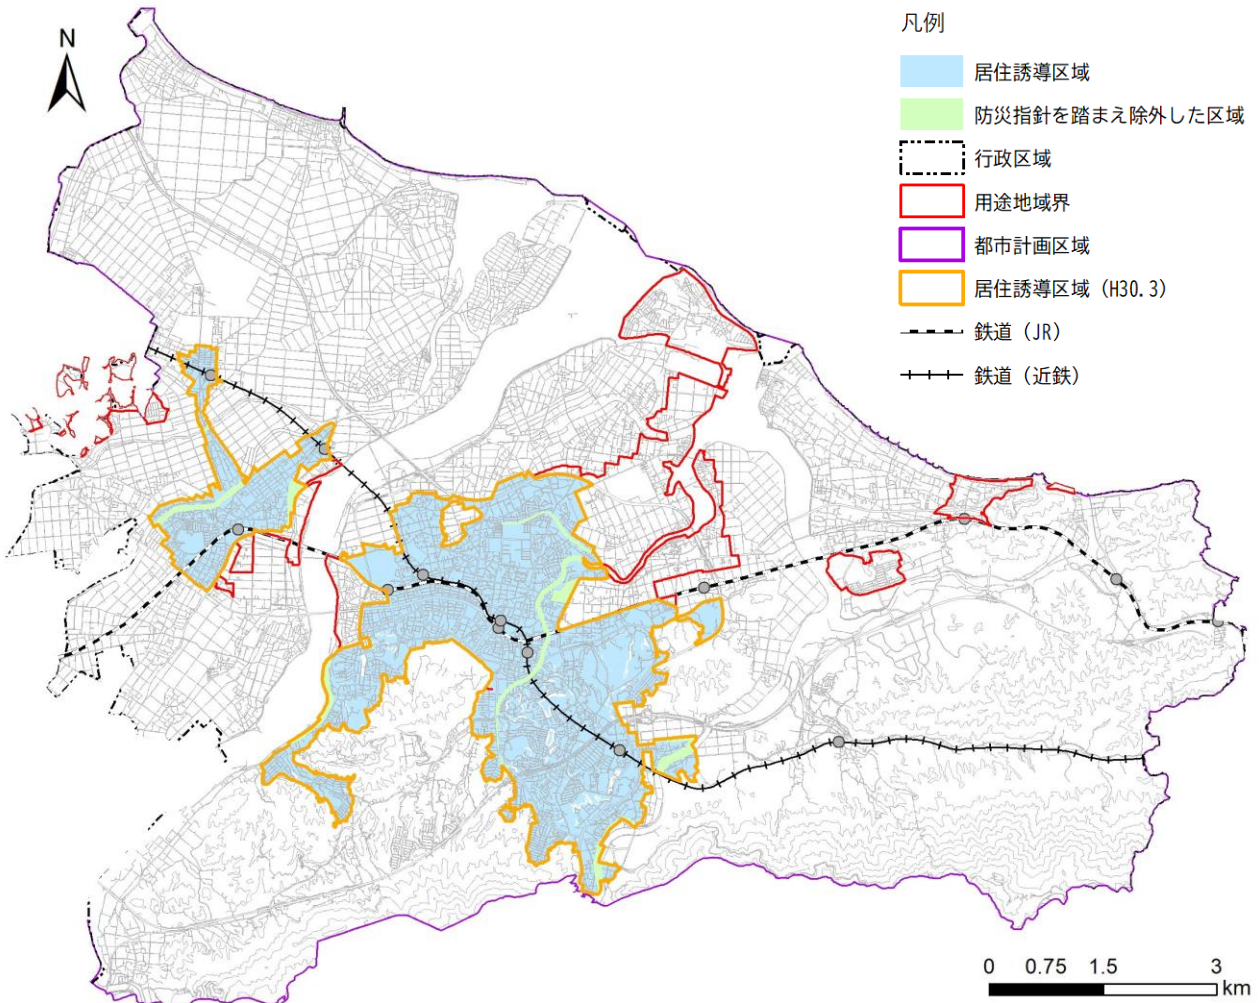 N
凡例
居住誘導区域
防災指針を踏まえ除外した区域
行政区域
用途地域界
都市計画区域
居住誘導区域（H30.3）
鉄道（JR）
鉄道（近鉄）
0 0.75 1.5 3
km